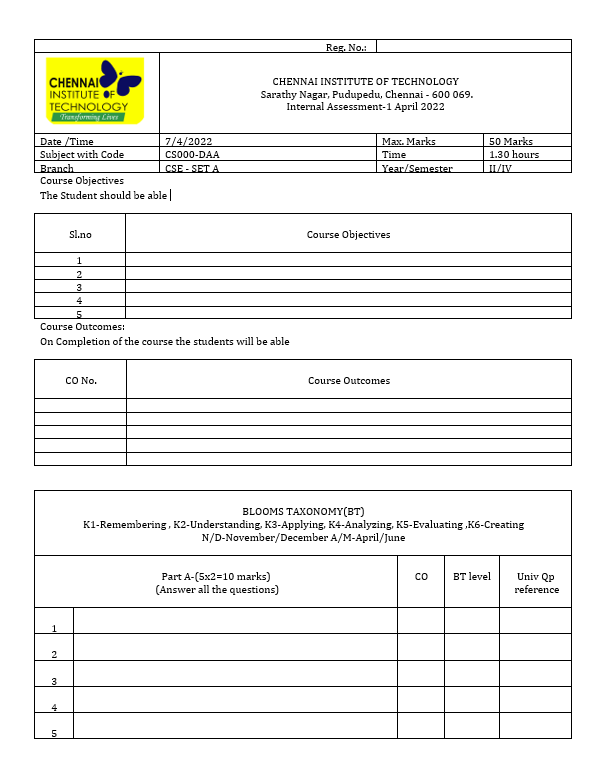 Reg. No.:
CHENNAI
INSTITUTE OF
TECHNOLOGY
Transforming Lives
CHENNAI INSTITUTE OF TECHNOLOGY
Sarathy Nagar, Pudupedu, Chennai - 600 069.
Internal Assessment-1 April 2022
Date /Time 7/4/2022 Max. Marks 50 Marks
Subject with Code CS000-DAA Time 1.30 hours
Branch CSE - SET A Year/Semester II/IV
Course Objectives
The Student should be able
Sl.no Course Objectives
1
2
3
4
5
Course Outcomes:
On Completion of the course the students will be able
CO No. Course Outcomes
BLOOMS TAXONOMY(BT)
K1-Remembering , K2-Understanding, K3-Applying, K4-Analyzing, K5-Evaluating ,K6-Creating
N/D-November/December A/M-April/June
Part A-(5x2=10 marks) CO BT level Univ Qp
(Answer all the questions) reference
1
2
3
4
5